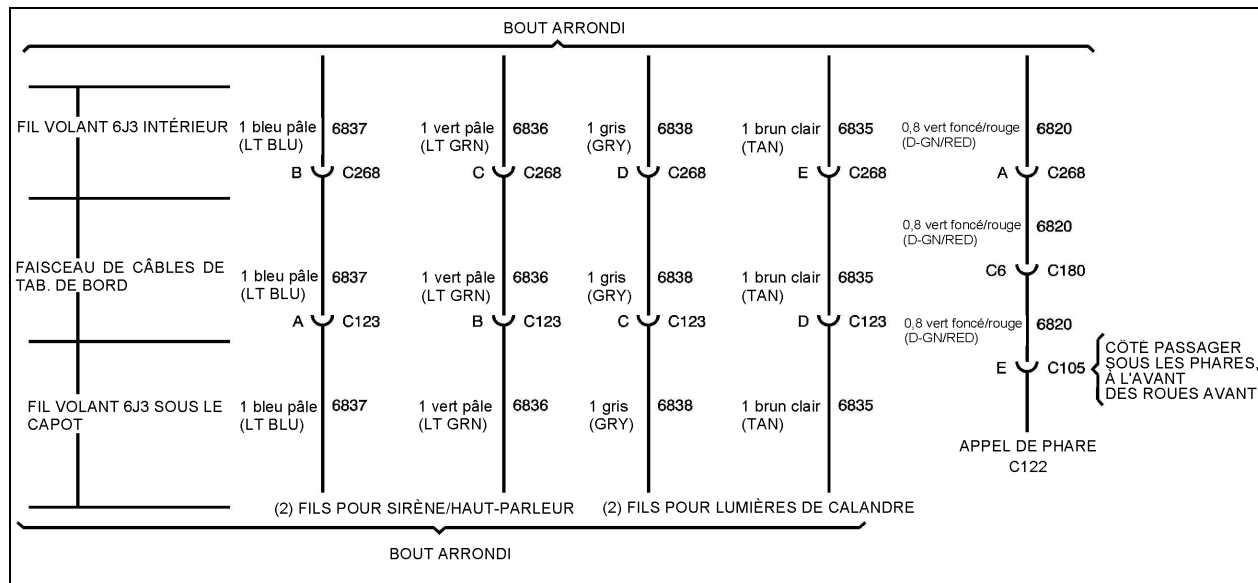 BOUT ARRONDI
FIL VOLANT 6J3 INTÉRIEUR
1 bleu pâle
(LT BLU)
6837
B C268
1 vert pâle
(LT GRN)
6836
C C268
1 gris
(GRY)
6838
D C268
1 brun clair
(TAN)
6835
E C268
0,8 vert foncé/rouge
(D-GN/RED)
6820
A C268
0,8 vert foncé/rouge
(D-GN/RED)
6820
C6 C180
FAISCEAU DE CÂBLES DE
TAB. DE BORD
1 bleu pâle
(LT BLU)
6837
A C123
1 vert pâle
(LT GRN)
6836
B C123
1 gris
(GRY)
6838
C C123
1 brun clair
(TAN)
6835
D C123
0,8 vert foncé/rouge
(D-GN/RED)
6820
E C105
CÔTÉ PASSAGER
SOUS LES PHARES,
À L'AVANT
DES ROUES AVANT
FIL VOLANT 6J3 SOUS LE
CAPOT
1 bleu pâle
(LT BLU)
6837
1 vert pâle
(LT GRN)
6836
1 gris
(GRY)
6838
1 brun clair
(TAN)
6835
APPEL DE PHARE
C122
(2) FILS POUR SIRÈNE/HAUT-PARLEUR
(2) FILS POUR LUMIÈRES DE CALANDRE
BOUT ARRONDI